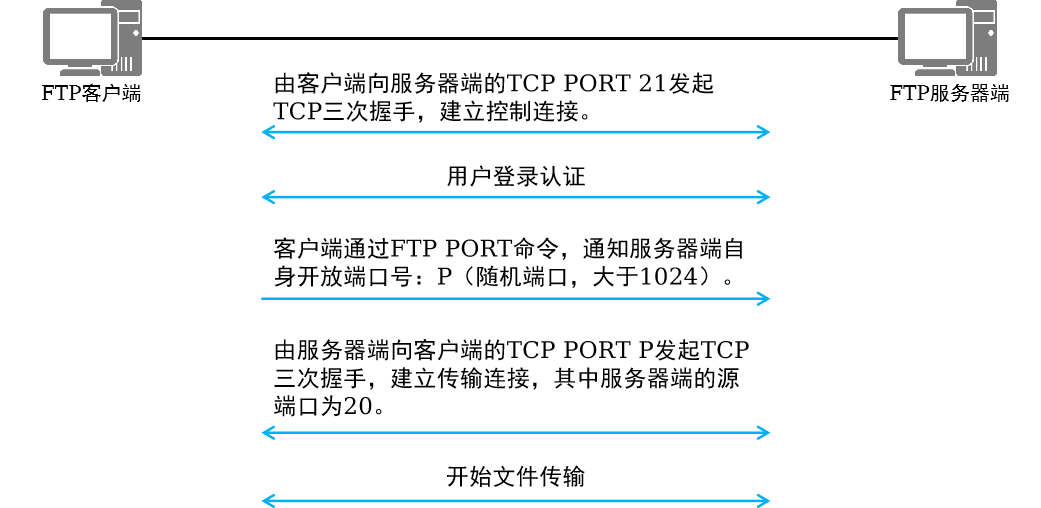 FTP客户端
FTP服务器端
由客户端向服务器端的TCP PORT 21发起
TCP三次握手，建立控制连接。
用户登录认证
客户端通过FTP PORT命令，通知服务器端自
身开放端口号：P（随机端口，大于1024）。
由服务器端向客户端的TCP PORT P发起TCP
三次握手，建立传输连接，其中服务器端的源
端口为20。
开始文件传输